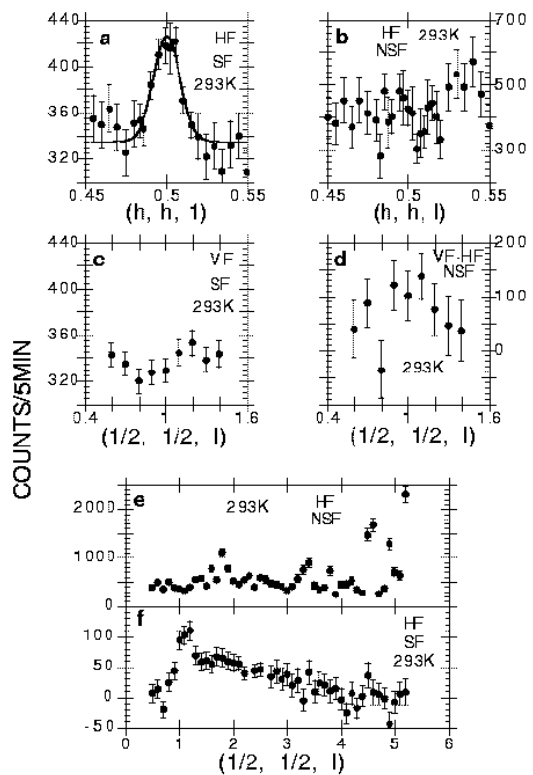 440
400
360
320
a
HF
SF
293K
0.45
0.5
0.55
(h, h, 1)
b
HF
NSF
293K
700
500
300
0.45
0.5
0.55
(h, h, l)
440
400
360
320
c
VF
SF
293K
0.4
1
1.6
(1/2, 1/2, l)
d
VF-HF
NSF
293K
200
100
0
0.4
1
1.6
(1/2, 1/2, l)
COUNTS/5MIN
2000
1000
0
e
293K
HF
NSF
100
50
0
-50
f
HF
SF
293K
0 1 2 3 4 5 6
(1/2, 1/2, l)